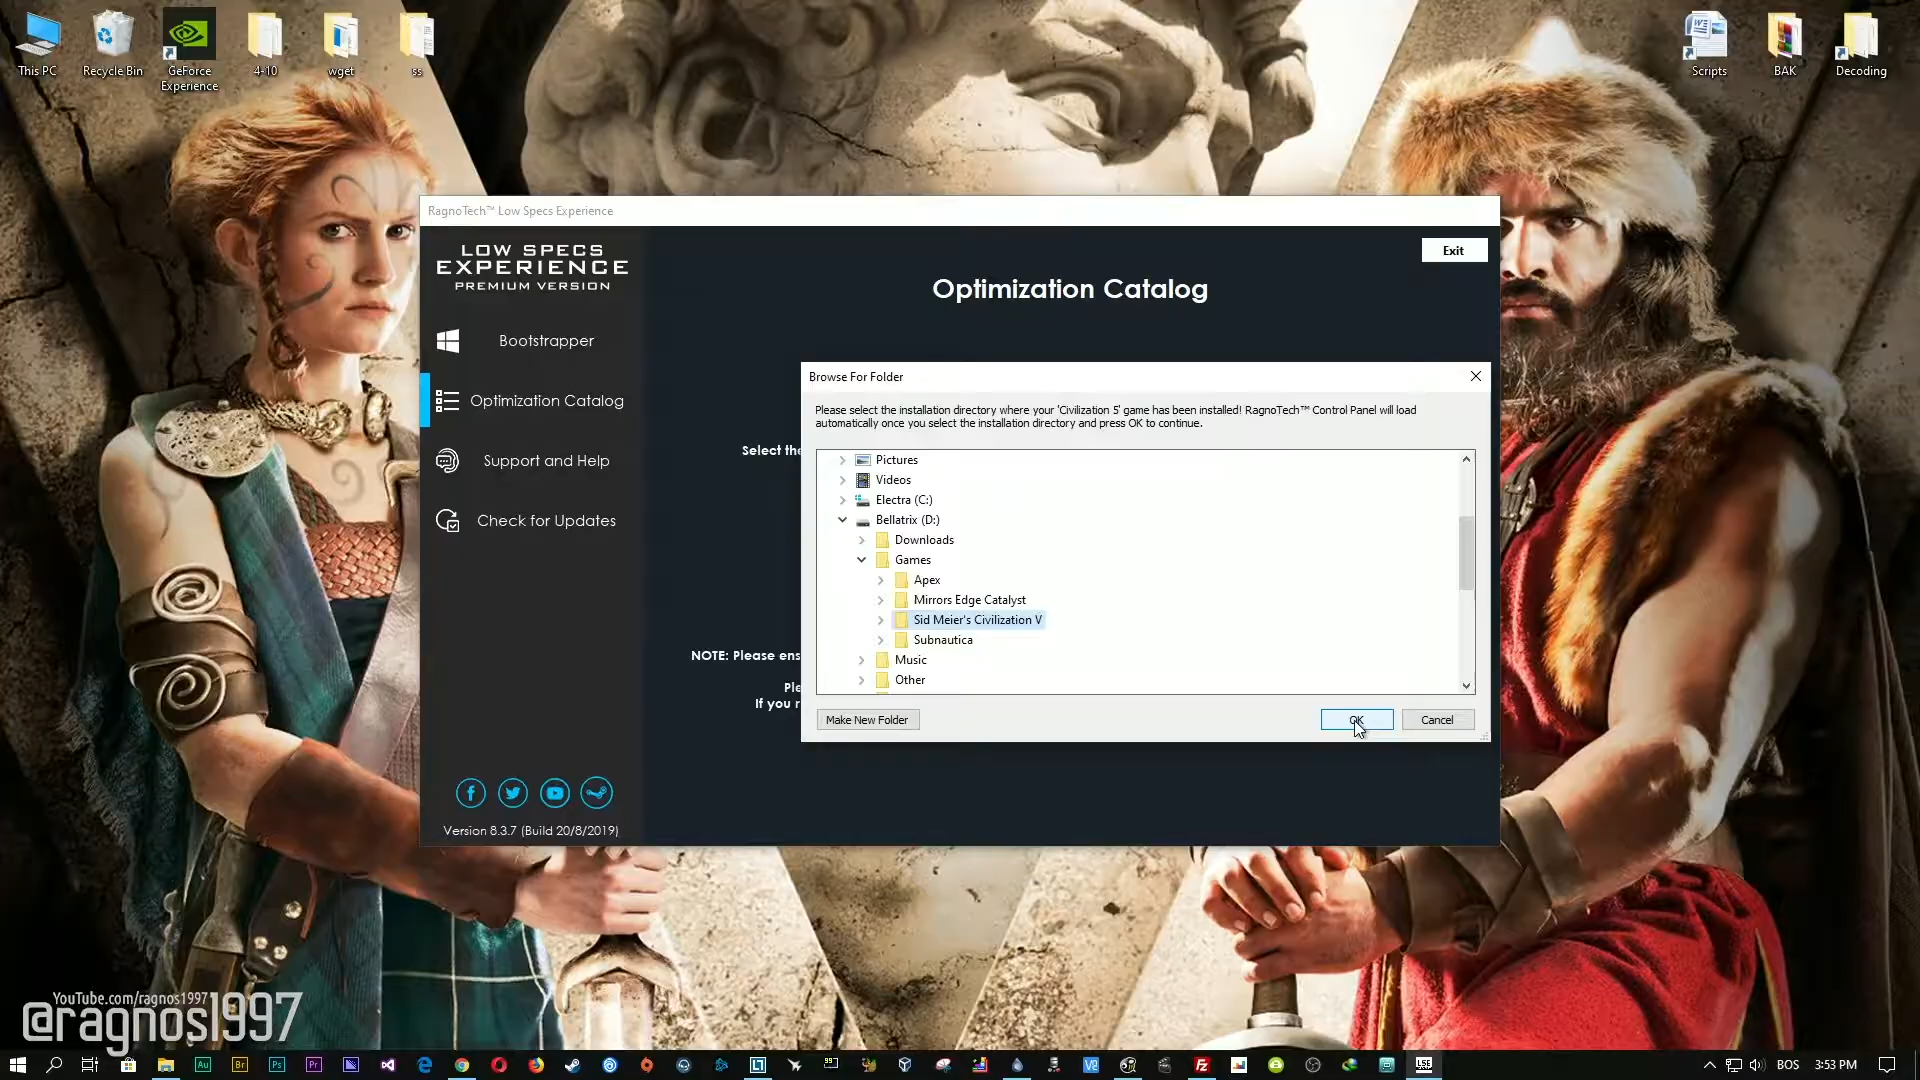 This PC
Recycle Bin
GeForce
Experience
4-10
wget
ss
Scripts
BAK
Decoding
RagnoTech™ Low Specs Experience
LOW SPECS
EXPERIENCE
PREMIUM VERSION
Bootstrapper
Optimization Catalog
Support and Help
Check for Updates
Version 8.3.7 (Build 20/8/2019)
Exit
Optimization Catalog
Select the
NOTE: Please ens
Ple
If you r
Browse For Folder
Please select the installation directory where your 'Civilization 5' game has been installed! RagnoTech™ Control Panel will load
automatically once you select the installation directory and press OK to continue.
Pictures
Videos
Electra (C:)
Bellatrix (D:)
Downloads
Games
Apex
Mirrors Edge Catalyst
Sid Meier's Civilization V
Subnautica
Music
Other
Make New Folder
OK
Cancel
YouTube.com/ragnos1997
@ragnos1997
Au
Br
Ps
Pr
LSE
BOS
3:53 PM